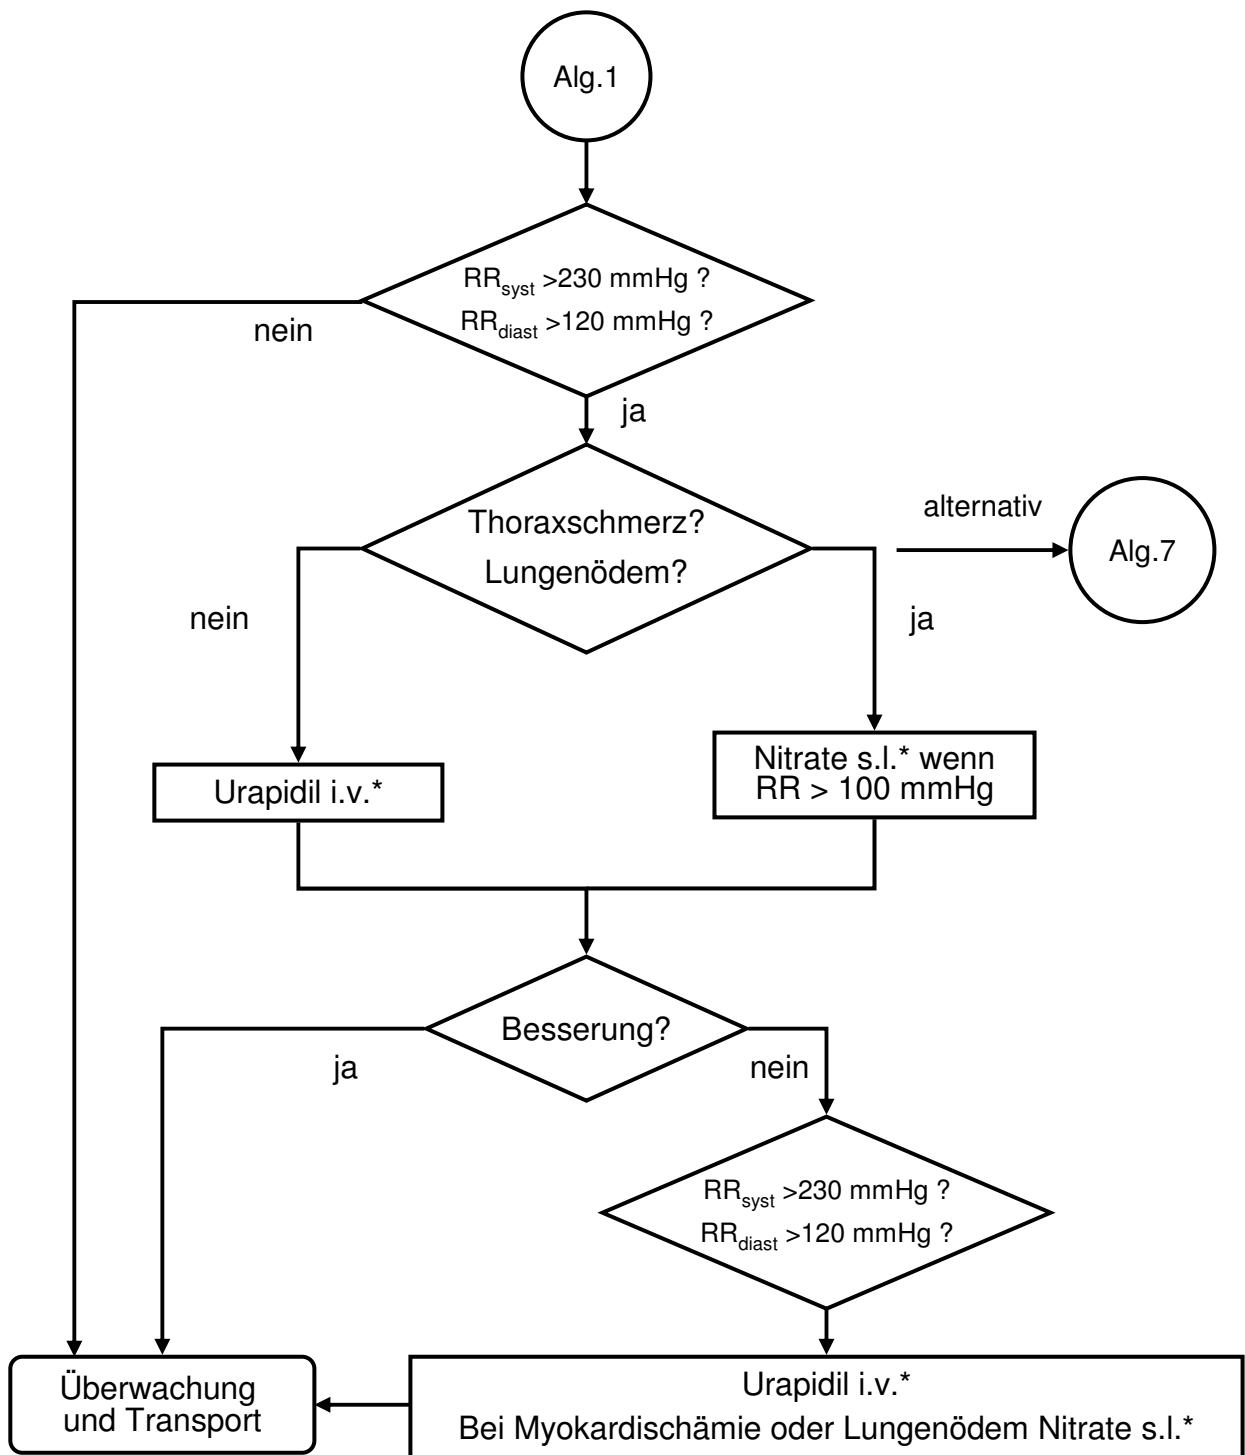 Alg.1
RRsyst >230 mmHg ?
RRdiast >120 mmHg ?
nein
ja
Thoraxschmerz?
Lungenödem?
alternativ
Alg.7
nein
ja
Urapidil i.v.*
Nitrate s.l.* wenn
RR > 100 mmHg
Besserung?
ja
nein
RRsyst >230 mmHg ?
RRdiast >120 mmHg ?
Überwachung
und Transport
Urapidil i.v.*
Bei Myokardischämie oder Lungenödem Nitrate s.l.*